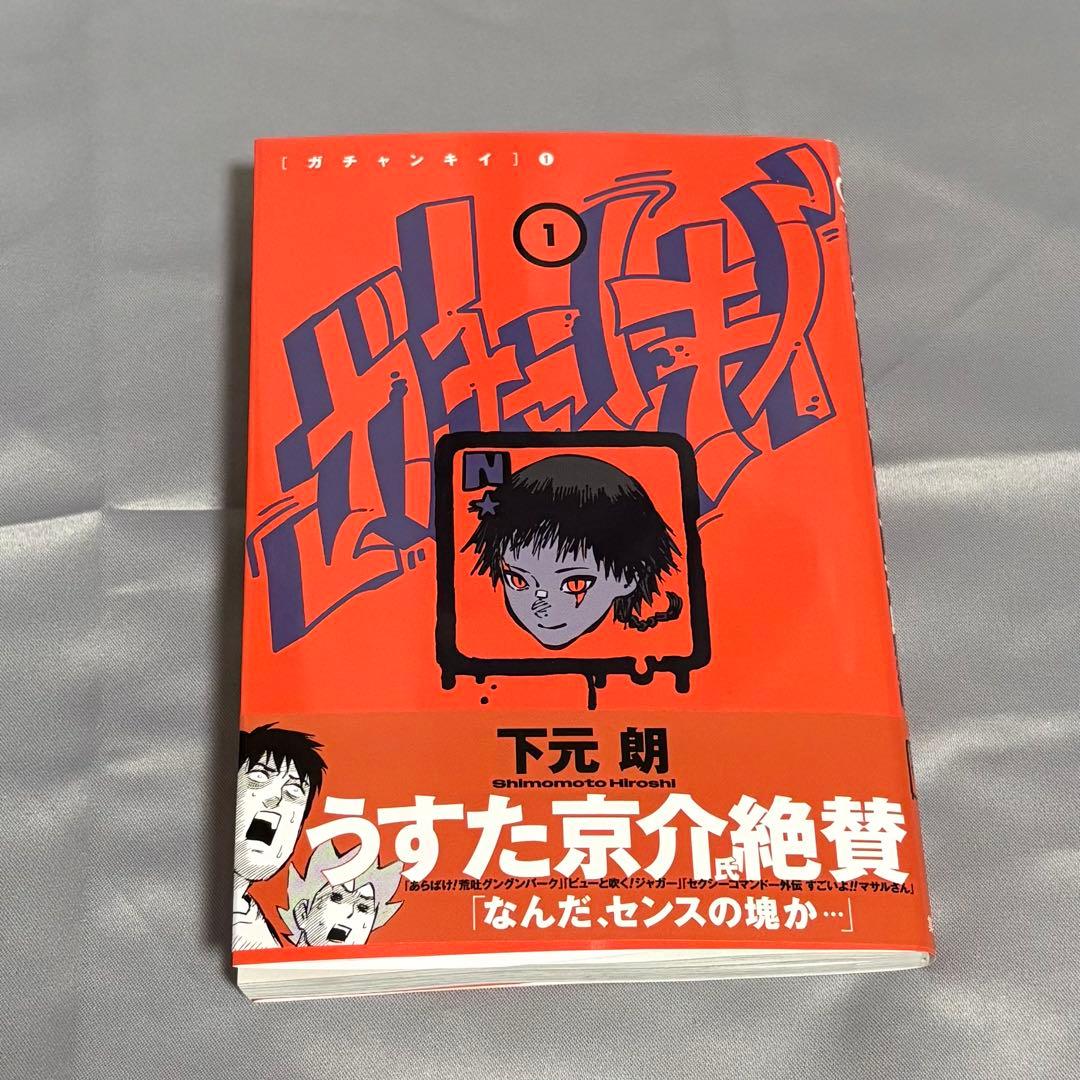 [ガチャンキイ] ❶
1
ガチャンキイ
N
下元 朗
Shimomoto Hiroshi
うすた京介氏絶賛
「あらばけ!荒吐グングンパーク」「ピューと吹く!ジャガー」「セクシーコマンドー外伝 すごいよ!!マサルさん」
「なんだ、センスの塊か…」